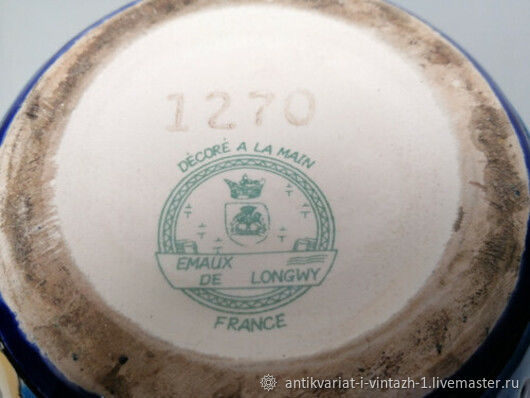 1270
DÉCORÉ A LA MAIN
EMAUX
DE LONGWY
FRANCE
antikvariat-i-vintazh-1.livemaster.ru